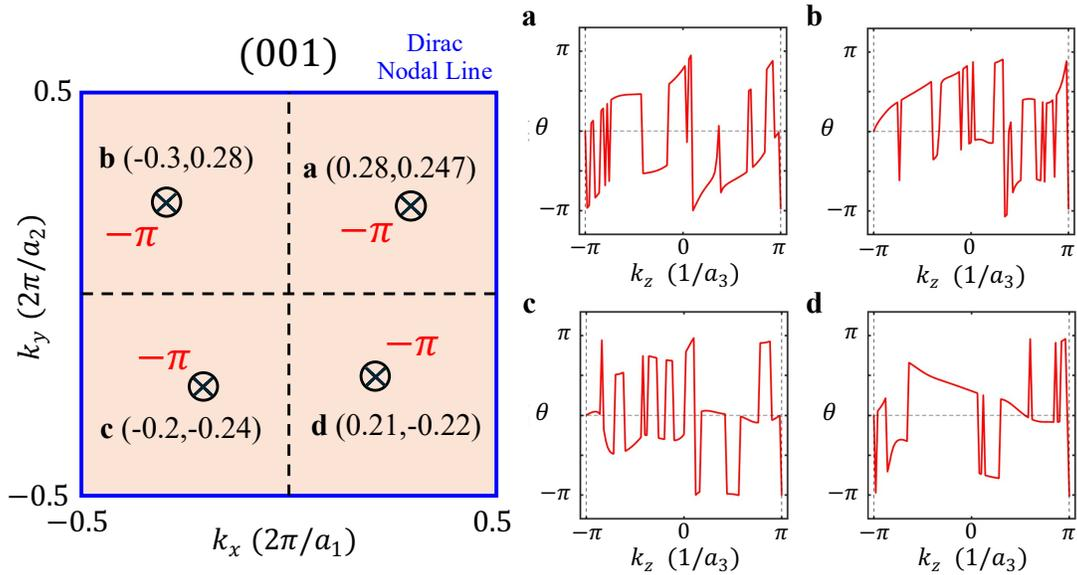 (001)
Dirac
Nodal Line
0.5
b (-0.3,0.28)
a (0.28,0.247)
−π
−π
−π
−π
c (-0.2,-0.24)
d (0.21,-0.22)
−0.5
−0.5
0.5
k_y (2π/a_2)
k_x (2π/a_1)
a
π
θ
−π
−π
0
π
k_z (1/a_3)
b
π
θ
−π
−π
0
π
k_z (1/a_3)
c
π
θ
−π
−π
0
π
k_z (1/a_3)
d
π
θ
−π
−π
0
π
k_z (1/a_3)